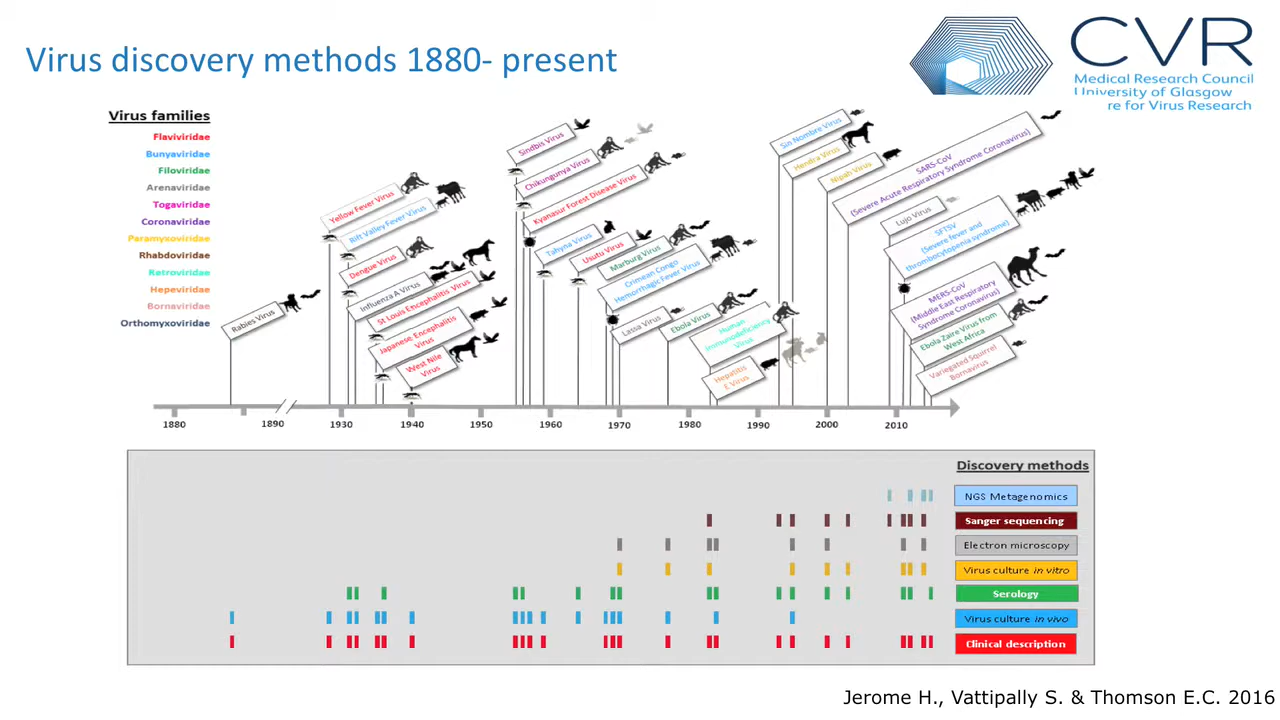 Virus discovery methods 1880- present
CVR
Medical Research Council
University of Glasgow
re for Virus Research
Virus families
Flaviviridae
Bunyaviridae
Filoviridae
Arenaviridae
Togaviridae
Coronaviridae
Paramyxoviridae
Rhabdoviridae
Retroviridae
Hepeviridae
Bornaviridae
Orthomyxoviridae
Rabies Virus
Yellow Fever Virus
Rift Valley Fever Virus
Dengue Virus
Influenza A Virus
St Louis Encephalitis Virus
Japanese Encephalitis
Virus
West Nile
Virus
Sindbis Virus
Chikungunya Virus
Kyanasur Forest Disease Virus
Tahyna Virus
Usutu Virus
Marburg Virus
Crimean Congo
Hemorrhagic Fever Virus
Lassa Virus
Ebola Virus
Human
Immunodeficiency
Virus
Hepatitis
E Virus
Sin Nombre Virus
Hendra Virus
Nipah Virus
SARS-CoV
(Severe Acute Respiratory Syndrome Coronavirus)
Lujo Virus
SFTSV
(Severe fever and
thrombocytopenia syndrome)
MERS-CoV
(Middle East Respiratory
Syndrome Coronavirus)
Ebola Zaire Virus from
West Africa
Variegated Squirrel
Bornavirus
1880
1890
1930
1940
1950
1960
1970
1980
1990
2000
2010
Discovery methods
NGS Metagenomics
Sanger sequencing
Electron microscopy
Virus culture in vitro
Serology
Virus culture in vivo
Clinical description
Jerome H., Vattipally S. & Thomson E.C. 2016